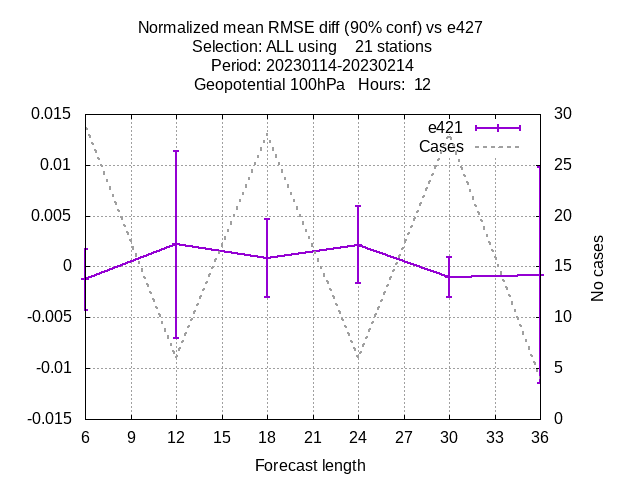 Normalized mean RMSE diff (90% conf) vs e427
Selection: ALL using    21 stations
Period: 20230114-20230214
Geopotential 100hPa   Hours:  12
0.015
0.01
0.005
0
-0.005
-0.01
-0.015
e421
Cases
30
25
20
15
10
5
0
No cases
6 9 12 15 18 21 24 27 30 33 36
Forecast length